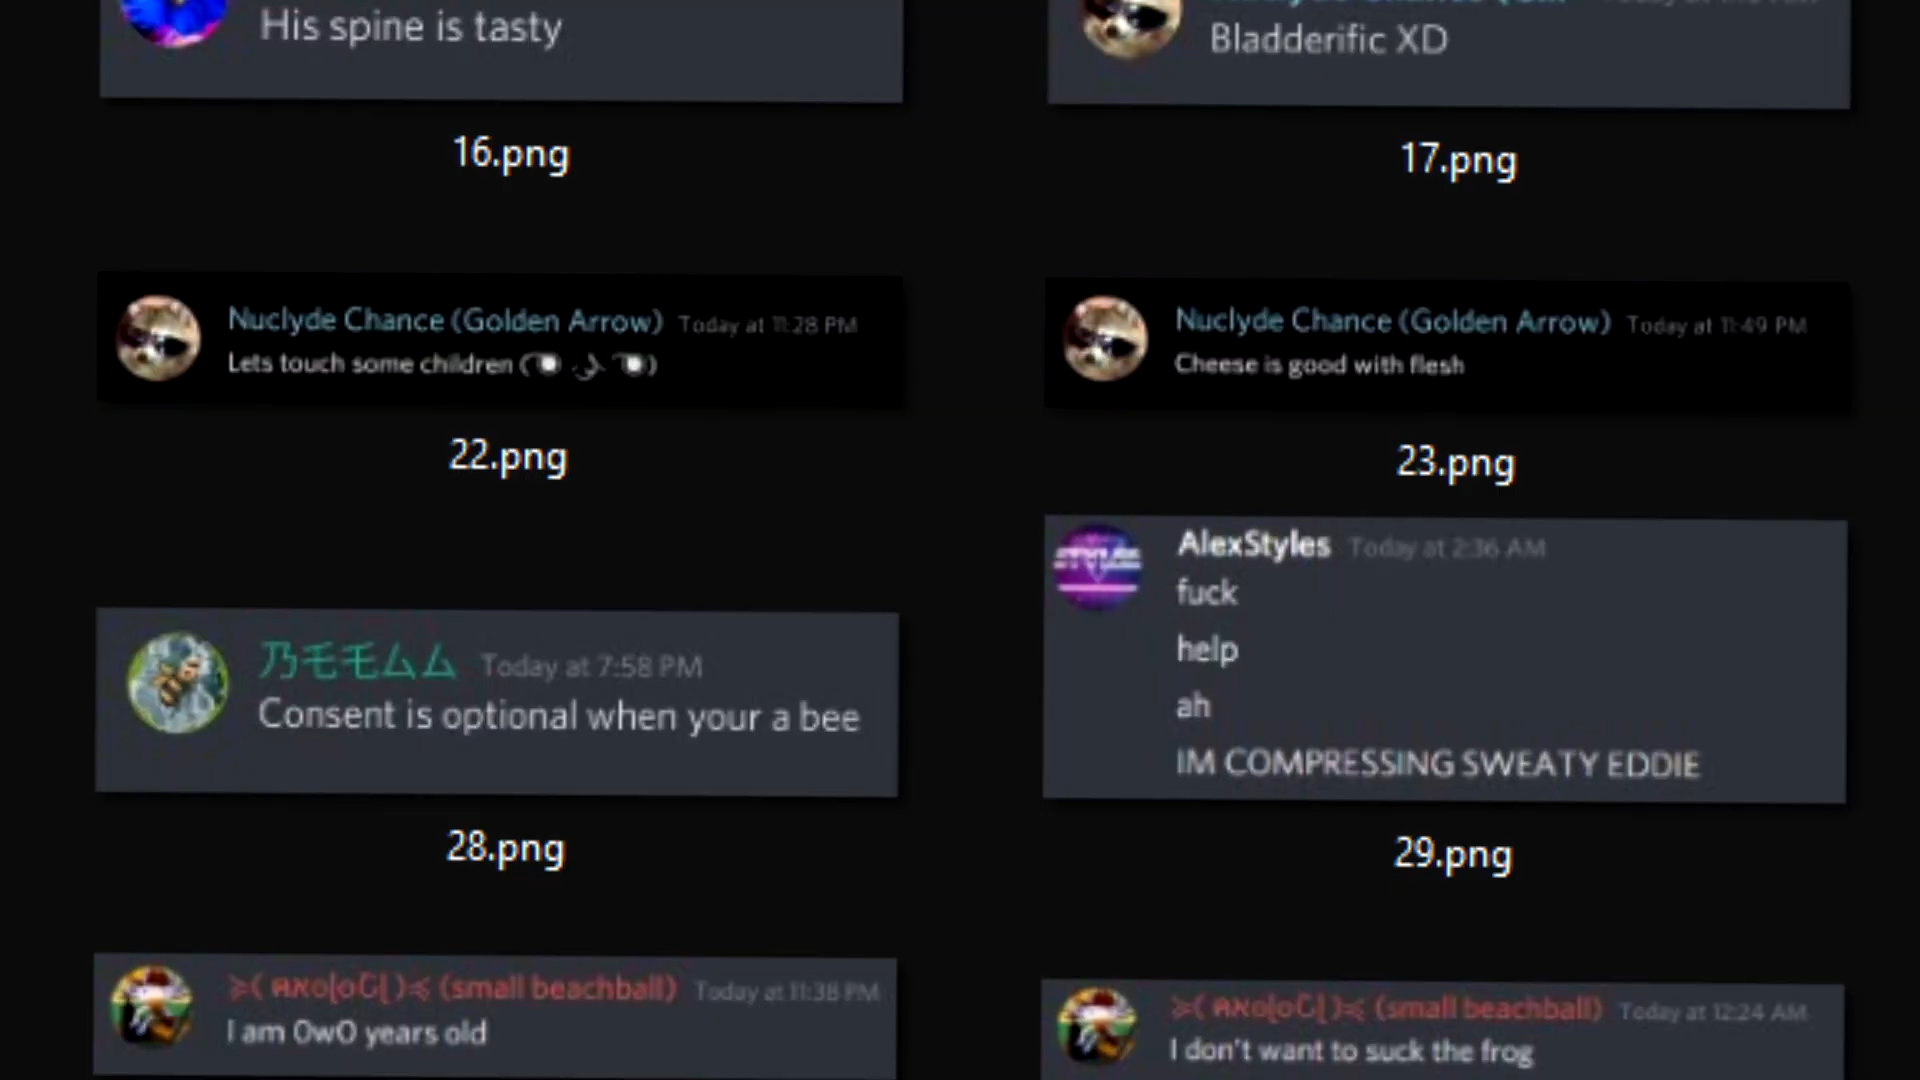 His spine is tasty
Bladderific XD
16.png
17.png
Nuclyde Chance (Golden Arrow) Today at 11:28 PM
Lets touch some children ( ͡° ͜ʖ ͡°)
Nuclyde Chance (Golden Arrow) Today at 11:49 PM
Cheese is good with flesh
22.png
23.png
乃モモムム Today at 7:58 PM
Consent is optional when your a bee
AlexStyles Today at 2:36 AM
fuck
help
ah
IM COMPRESSING SWEATY EDDIE
28.png
29.png
(small beachball) Today at 11:38 PM
I am OwO years old
(small beachball) Today at 12:24 AM
I don't want to suck the frog